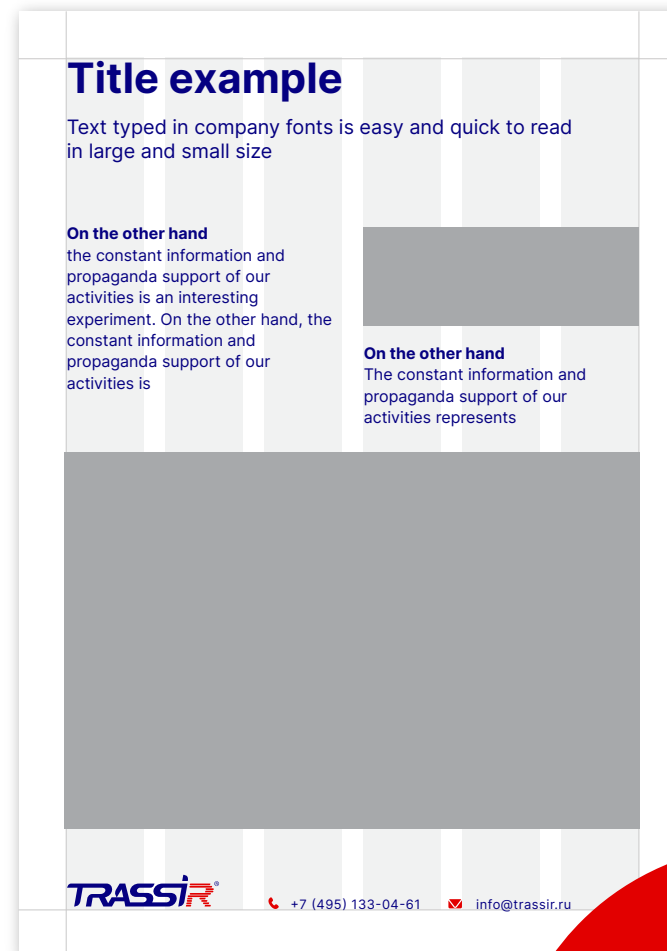 Title example
Text typed in company fonts is easy and quick to read
in large and small size
On the other hand
the constant information and
propaganda support of our
activities is an interesting
experiment. On the other hand, the
constant information and
propaganda support of our
activities is
On the other hand
The constant information and
propaganda support of our
activities represents
TRASSIR®
+7 (495) 133-04-61
info@trassir.ru